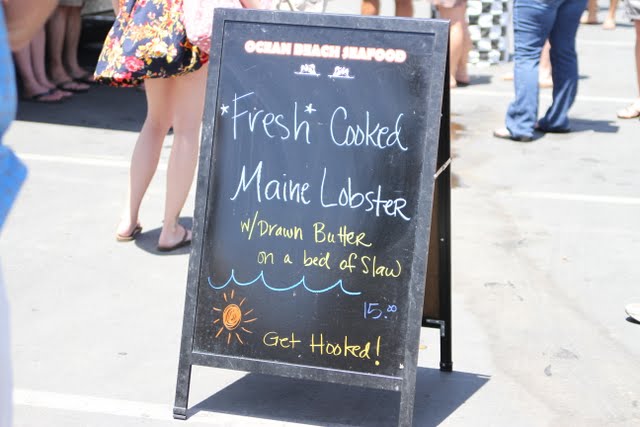 OCEAN BEACH SEAFOOD
*Fresh* Cooked
Maine Lobster
w/Drawn Butter
on a bed of Slaw
15.00
Get Hooked!